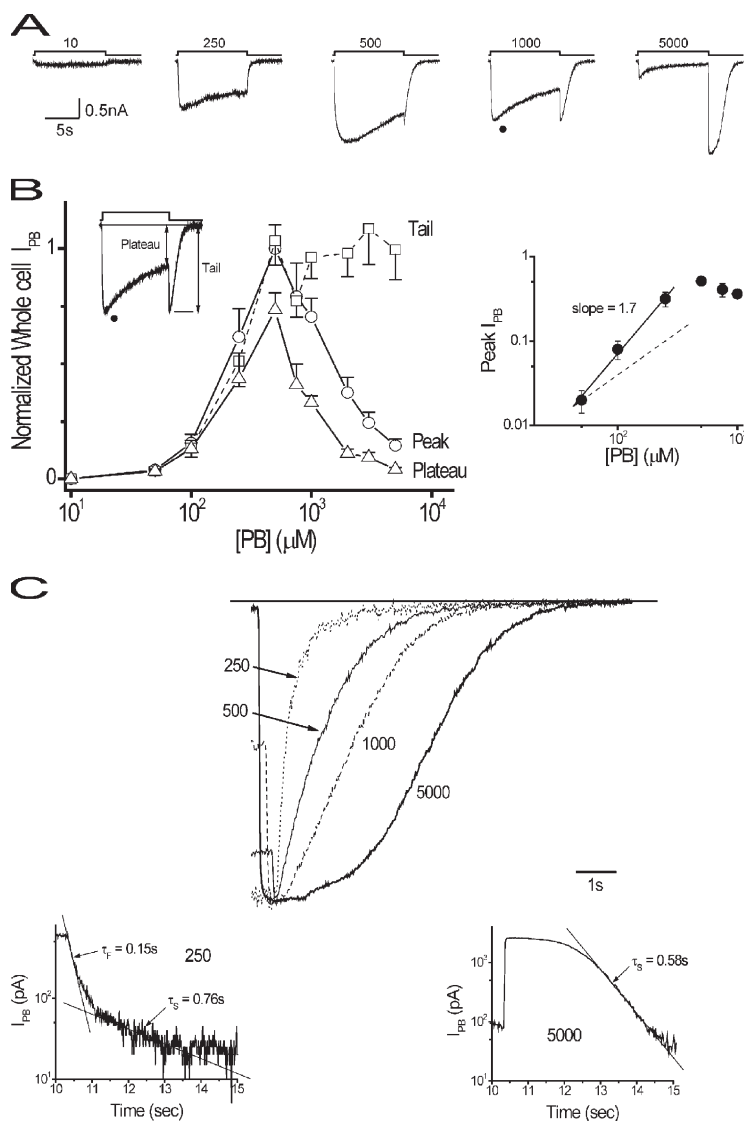 A
10
250
500
1000
5000
0.5nA
5s
B
Normalized Whole cell I_PB
1
0
Plateau
Tail
Tail
Peak
Plateau
10^1
10^2
10^3
10^4
[PB] (µM)
Peak I_PB
1
0.1
0.01
slope = 1.7
10^2
10^3
[PB] (µM)
C
250
500
1000
5000
1s
I_PB (pA)
10^2
10^1
τ_F = 0.15s
250
τ_S = 0.76s
10 11 12 13 14 15
Time (sec)
I_PB (pA)
10^3
10^2
10^1
τ_S = 0.58s
5000
10 11 12 13 14 15
Time (sec)